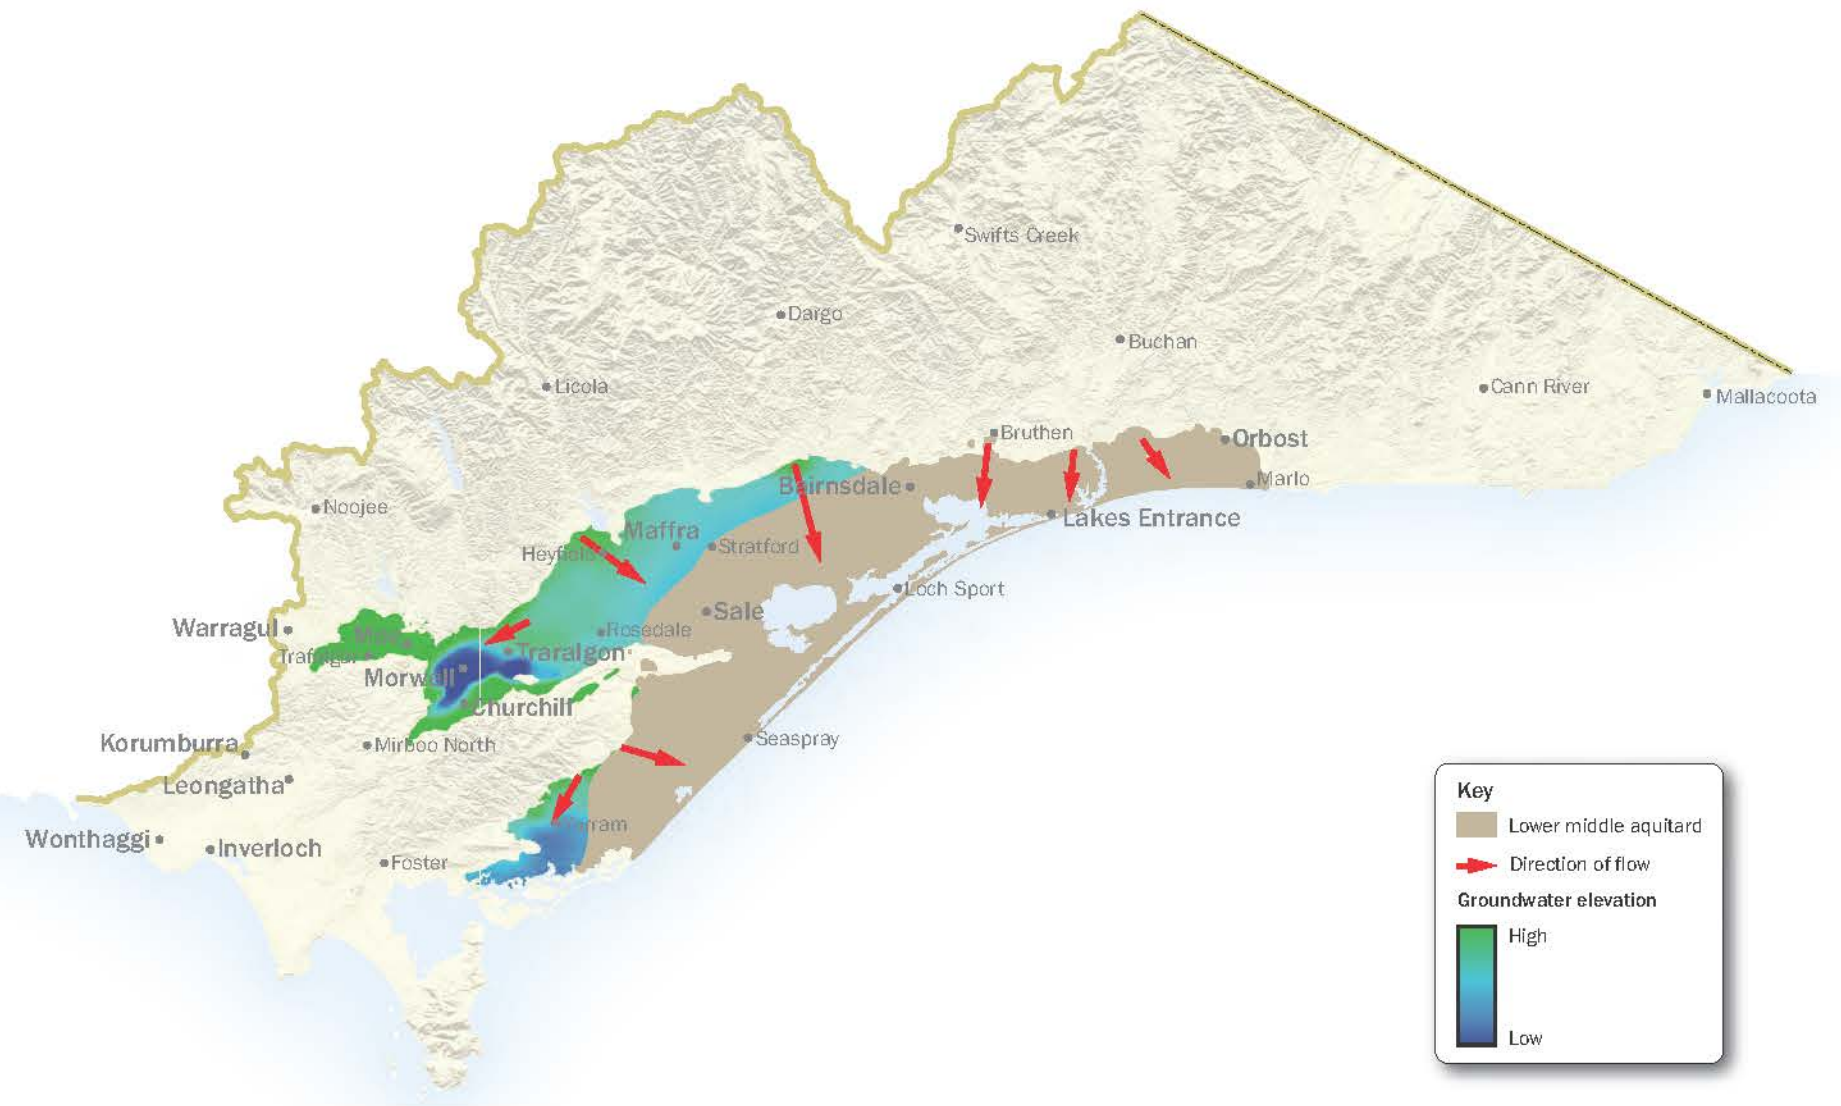 Swifts Creek
Dargo
Buchan
Licola
Cann River
Mallacoota
Bruthen
Orbost
Bairnsdale
Marlo
Noojee
Lakes Entrance
Maffra
Stratford
Loch Sport
Sale
Warragul
Rosedale
Traralgon
Churchill
Korumburra
Mirboo North
Seaspray
Leongatha
Wonthaggi
Inverloch
Foster
Key
Lower middle aquitard
Direction of flow
Groundwater elevation
High
Low